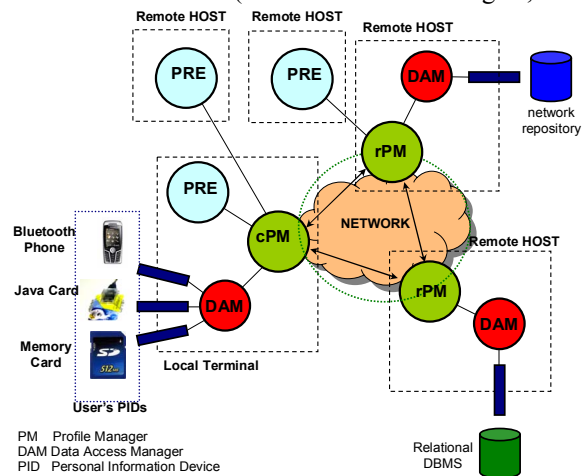 Remote HOST
Remote HOST
Remote HOST
PRE
PRE
DAM
network
repository
rPM
PRE
NETWORK
cPM
Remote HOST
Bluetooth
Phone
rPM
Java Card
DAM
DAM
Memory
Card
SD
512
Local Terminal
User's PIDs
PM Profile Manager
DAM Data Access Manager
PID Personal Information Device
Relational
DBMS